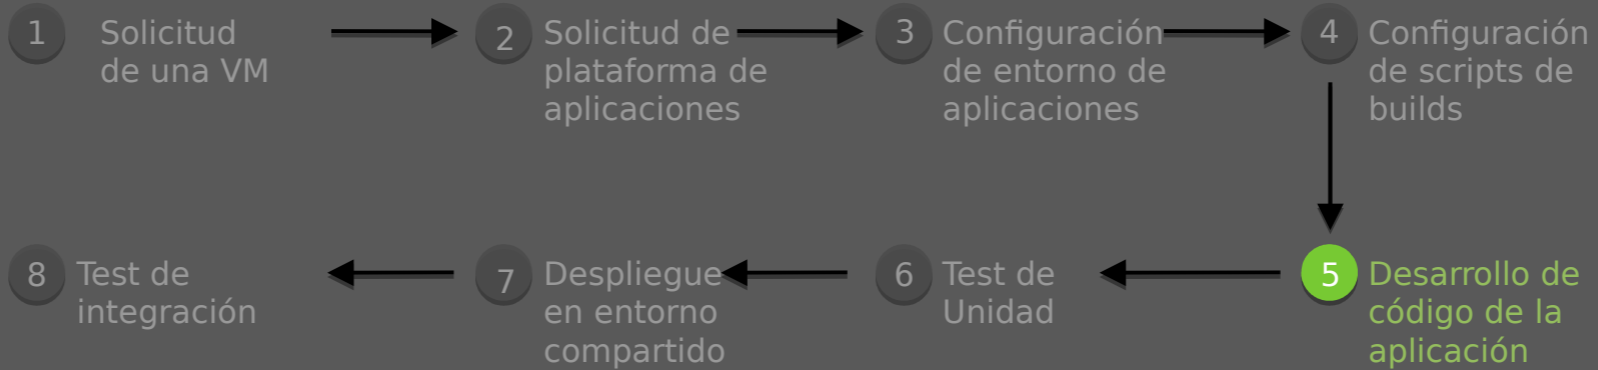 1
Solicitud
de una VM
2
Solicitud de
plataforma de
aplicaciones
3
Configuración
de entorno de
aplicaciones
4
Configuración
de scripts de
builds
8
Test de
integración
7
Despliegue
en entorno
compartido
6
Test de
Unidad
5
Desarrollo de
código de la
aplicación